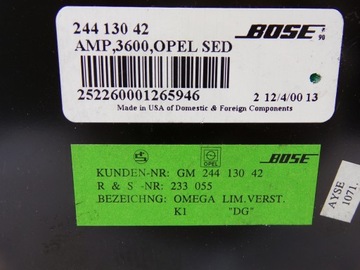 244 130 42
BOSE
AMP,3600,OPEL SED
252260001265946
2 12/4/00 13
Made in USA of Domestic & Foreign Components
OPEL
BOSE
KUNDEN-NR: GM 244 130 42
R & S -NR: 233 055
BEZEICHNG: OMEGA LIM.VERST.
K1 "DG"
AYSE
1071.